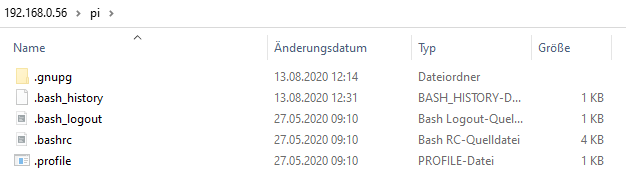 192.168.0.56 > pi >
Name Änderungsdatum Typ Größe
.gnupg 13.08.2020 12:14 Dateiordner
.bash_history 13.08.2020 12:31 BASH_HISTORY-D... 1 KB
.bash_logout 27.05.2020 09:10 Bash Logout-Quel... 1 KB
.bashrc 27.05.2020 09:10 Bash RC-Quelldatei 4 KB
.profile 27.05.2020 09:10 PROFILE-Datei 1 KB